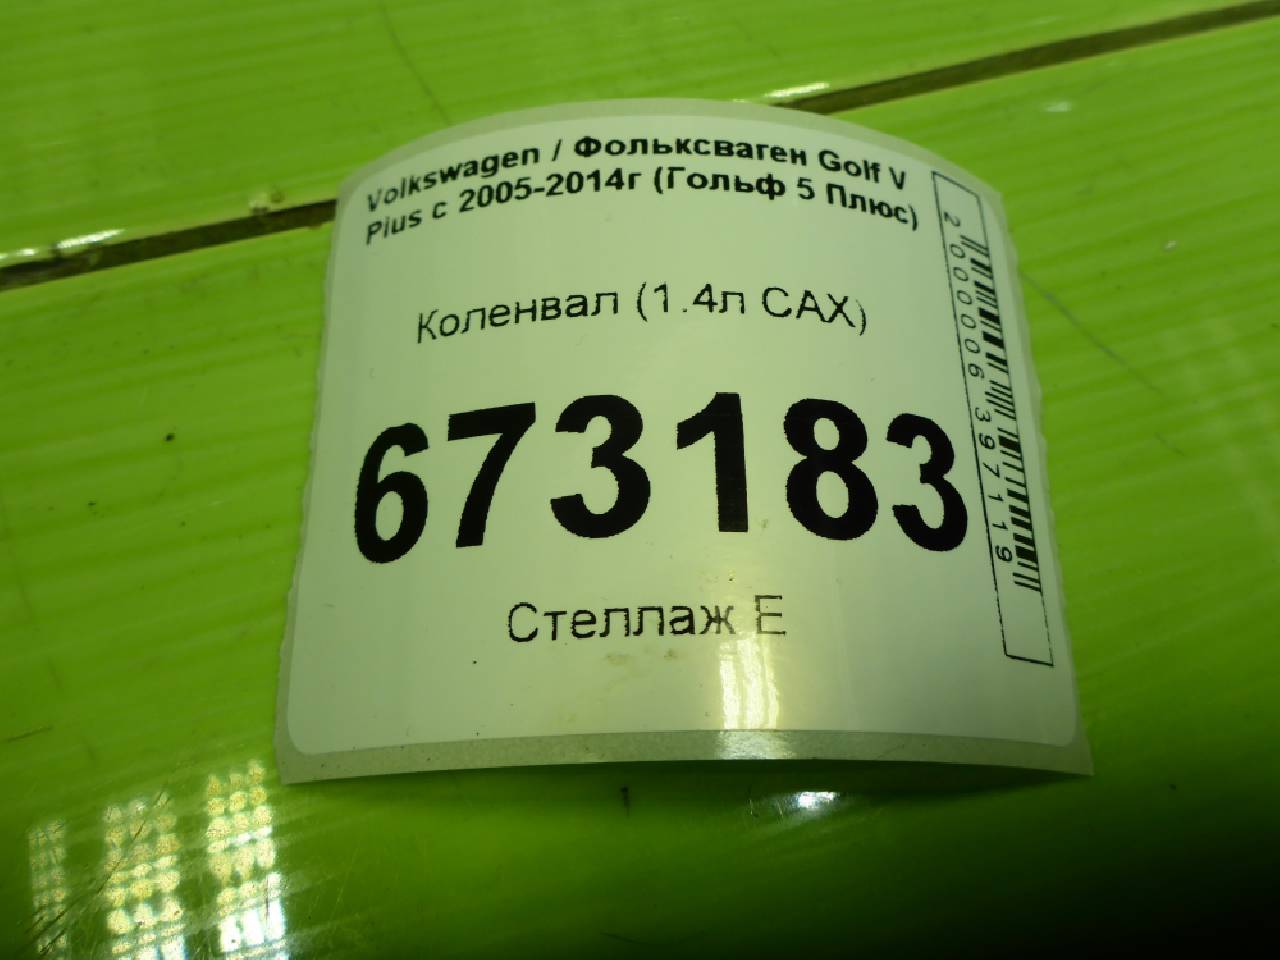 Volkswagen / Фольксваген Golf V
Plus с 2005-2014г (Гольф 5 Плюс)
Коленвал (1.4л CAX)
673183
Стеллаж Е
2000006397119